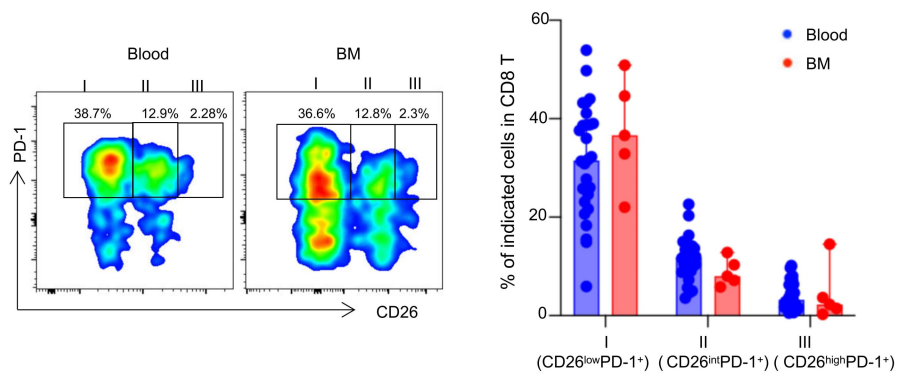 Blood
BM
I II III
I II III
38.7% 12.9% 2.28%
36.6% 12.8% 2.3%
PD-1
CD26
% of indicated cells in CD8 T
60
40
20
0
Blood
BM
I II III
(CD26lowPD-1+) ( CD26intPD-1+) ( CD26highPD-1+)